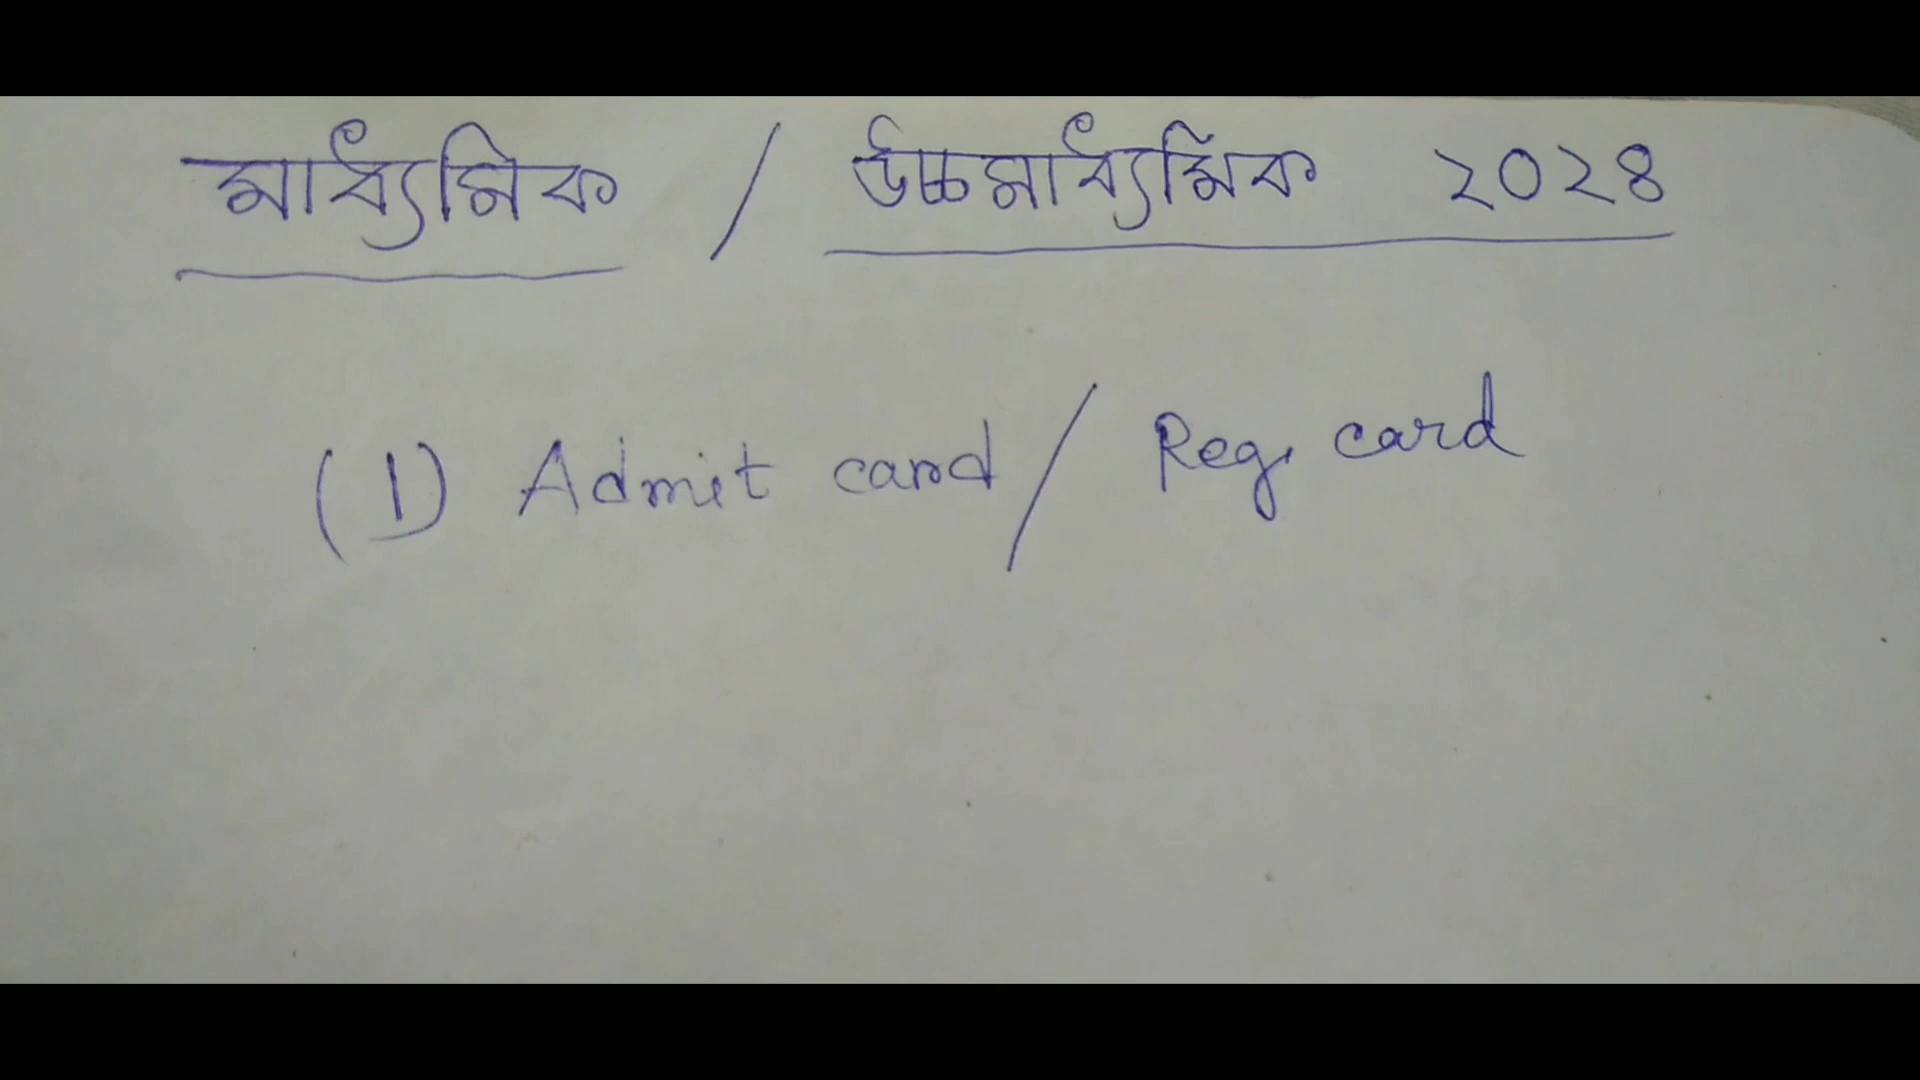 মাধ্যমিক / উচ্চমাধ্যমিক ২০২৪
(1) Admit card / Reg. card